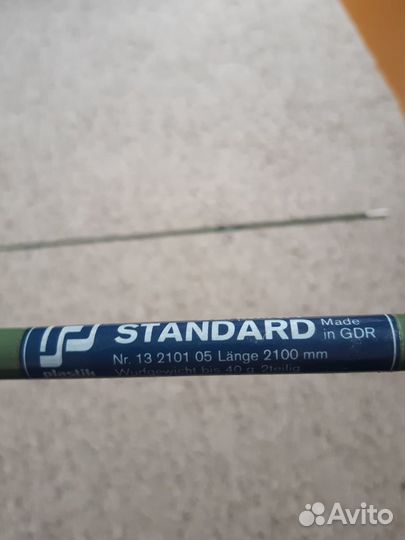 STANDARD
Made
in GDR
Nr. 13 2101 05 Länge 2100 mm
plastik
Wurfgewicht bis 40 g 2teilig
Avito